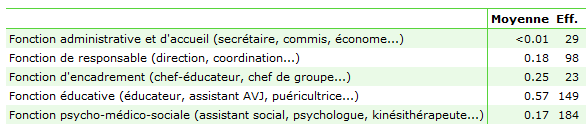 Moyenne Eff.
Fonction administrative et d'accueil (secrétaire, commis, économe...) <0.01 29
Fonction de responsable (direction, coordination...) 0.18 98
Fonction d'encadrement (chef-éducateur, chef de groupe...) 0.25 23
Fonction éducative (éducateur, assistant AVJ, puéricultrice...) 0.57 149
Fonction psycho-médico-sociale (assistant social, psychologue, kinésithérapeute...) 0.17 184